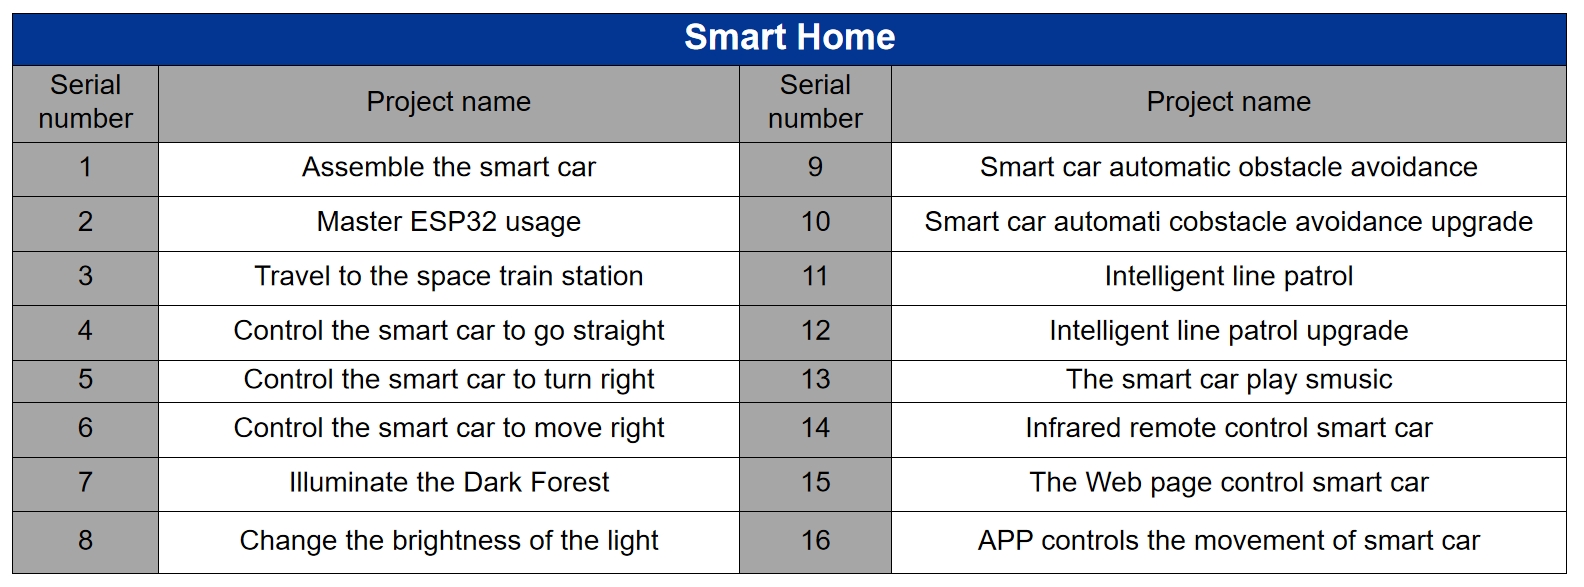 Smart Home
Serial number	Project name	Serial number	Project name
1	Assemble the smart car	9	Smart car automatic obstacle avoidance
2	Master ESP32 usage	10	Smart car automati cobstacle avoidance upgrade
3	Travel to the space train station	11	Intelligent line patrol
4	Control the smart car to go straight	12	Intelligent line patrol upgrade
5	Control the smart car to turn right	13	The smart car play smusic
6	Control the smart car to move right	14	Infrared remote control smart car
7	Illuminate the Dark Forest	15	The Web page control smart car
8	Change the brightness of the light	16	APP controls the movement of smart car